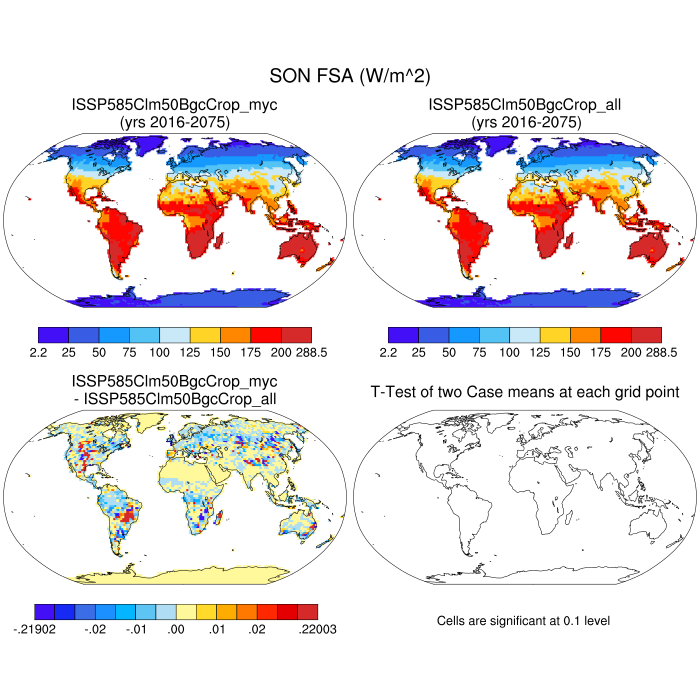 SON FSA (W/m^2)
ISSP585Clm50BgcCrop_myc
(yrs 2016-2075)
ISSP585Clm50BgcCrop_all
(yrs 2016-2075)
2.2 25 50 75 100 125 150 175 200 288.5
2.2 25 50 75 100 125 150 175 200 288.5
ISSP585Clm50BgcCrop_myc
- ISSP585Clm50BgcCrop_all
T-Test of two Case means at each grid point
-.21902 -.02 -.01 .00 .01 .02 .22003
Cells are significant at 0.1 level